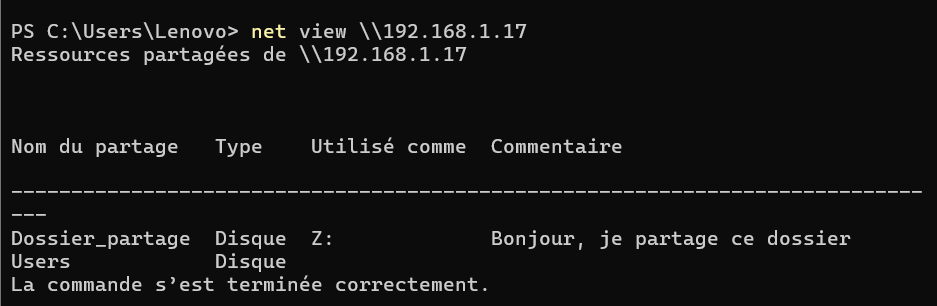 PS C:\Users\Lenovo> net view \\192.168.1.17
Ressources partagées de \\192.168.1.17
Nom du partage   Type    Utilisé comme  Commentaire
----------------------------------------------------------------------------
---
Dossier_partage  Disque  Z:             Bonjour, je partage ce dossier
Users            Disque
La commande s’est terminée correctement.